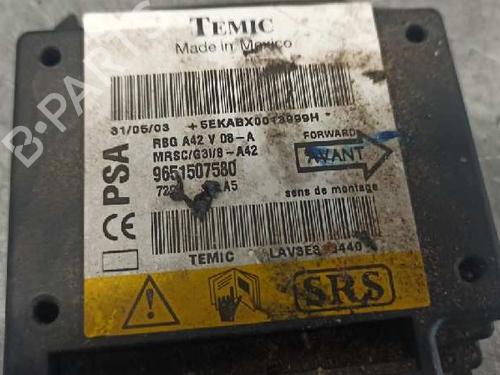 TEMIC
Made in Mexico
31/05/03 +5EKABX0013999H
RBG A42 V 08-A
MRSC/G3I/8-A42
9651507580
A5
PSA
CE
FORWARD
AVANT
sens de montage
TEMIC
SRS
B-PARTS